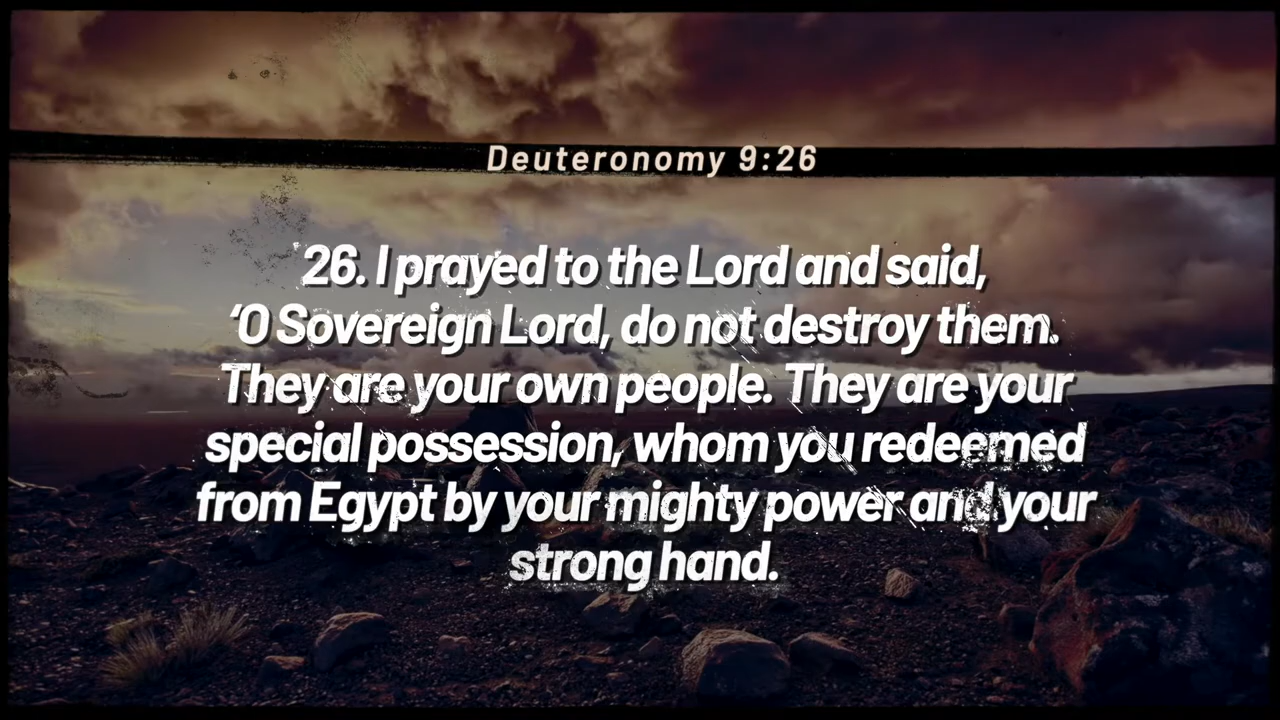 Deuteronomy 9:26
26. I prayed to the Lord and said,
‘O Sovereign Lord, do not destroy them.
They are your own people. They are your
special possession, whom you redeemed
from Egypt by your mighty power and your
strong hand.